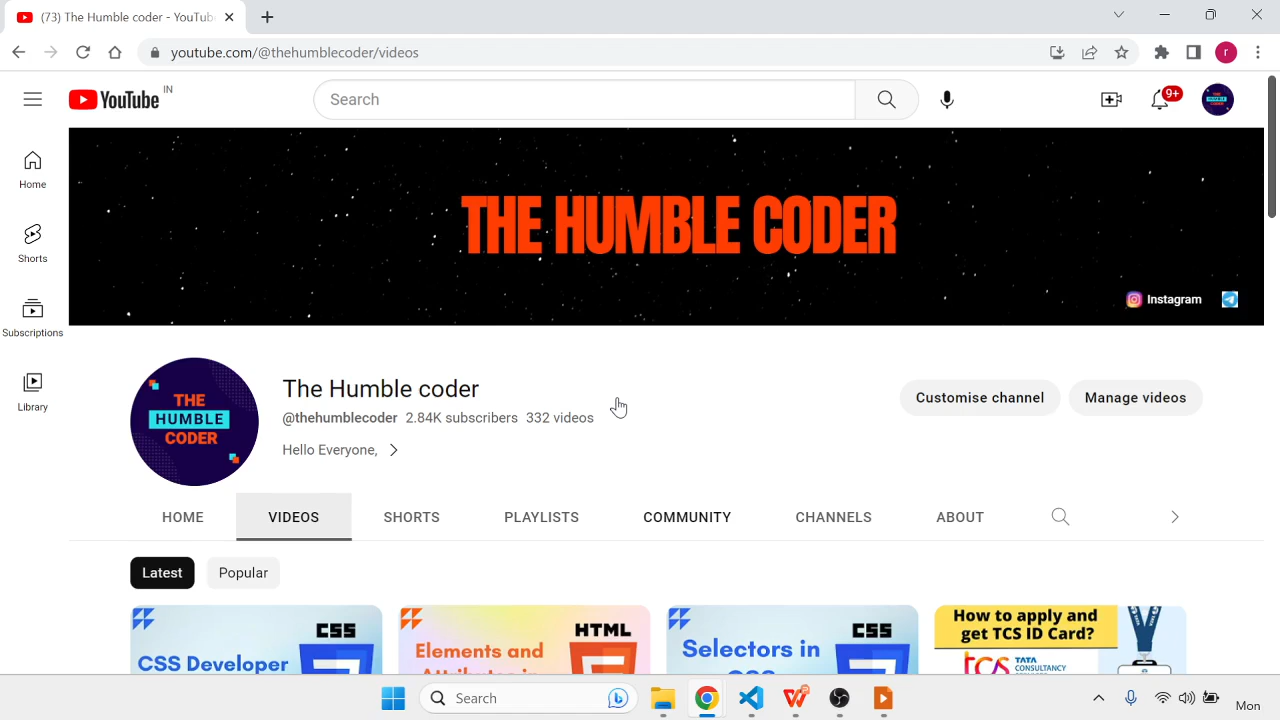 (73) The Humble coder - YouTub
youtube.com/@thehumblecoder/videos
r
YouTube IN
Search
9+
Home
Shorts
Subscriptions
Library
THE HUMBLE CODER
Instagram
THE
HUMBLE
CODER
The Humble coder
@thehumblecoder 2.84K subscribers 332 videos
Hello Everyone,
Customise channel
Manage videos
HOME VIDEOS SHORTS PLAYLISTS COMMUNITY CHANNELS ABOUT
Latest Popular
CSS
CSS Developer
HTML
Elements and
CSS
Selectors in
How to apply and
get TCS ID Card?
tcs TATA
CONSULTANCY
Search
Mon